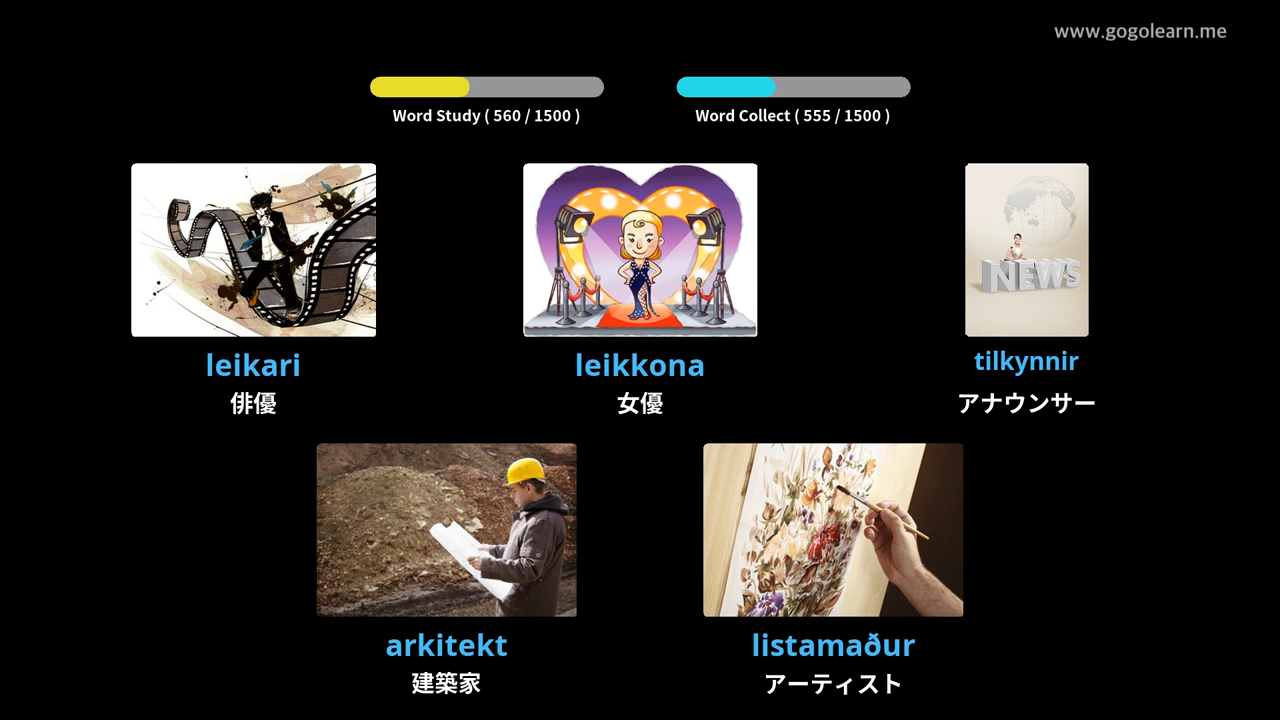 www.gogolearn.me
Word Study ( 560 / 1500 )
Word Collect ( 555 / 1500 )
NEWS
leikari
leikkona
tilkynnir
俳優
女優
アナウンサー
arkitekt
listamaður
建築家
アーティスト